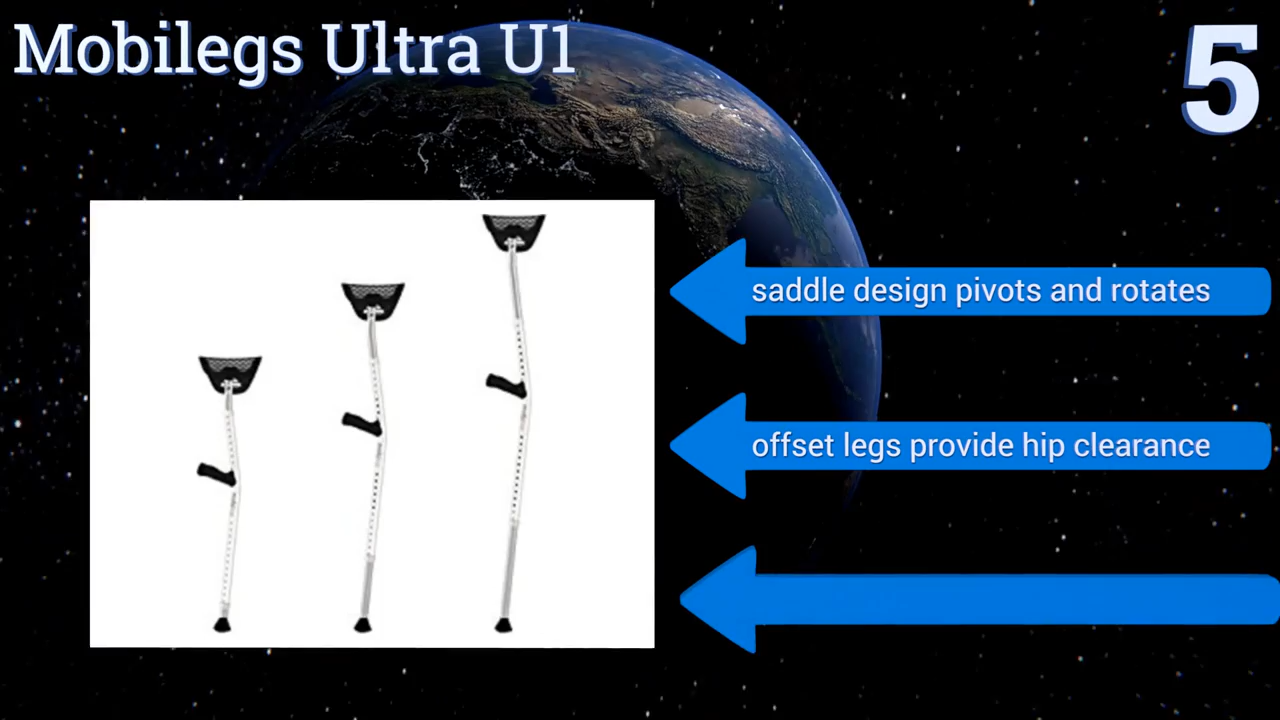 Mobilegs Ultra U1
5
saddle design pivots and rotates
offset legs provide hip clearance